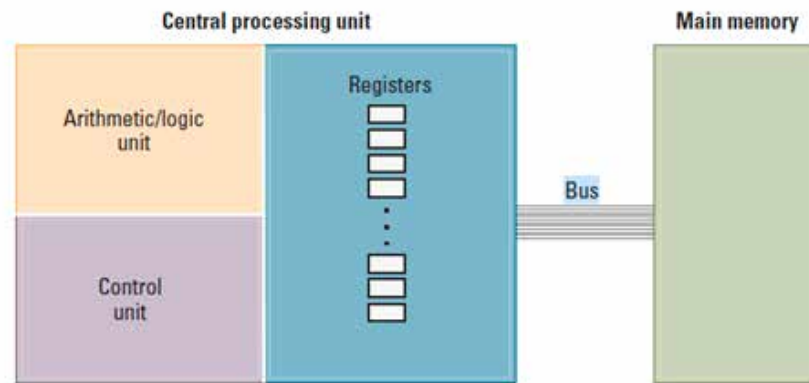 Central processing unit
Main memory
Registers
Arithmetic/logic
unit
Bus
Control
unit